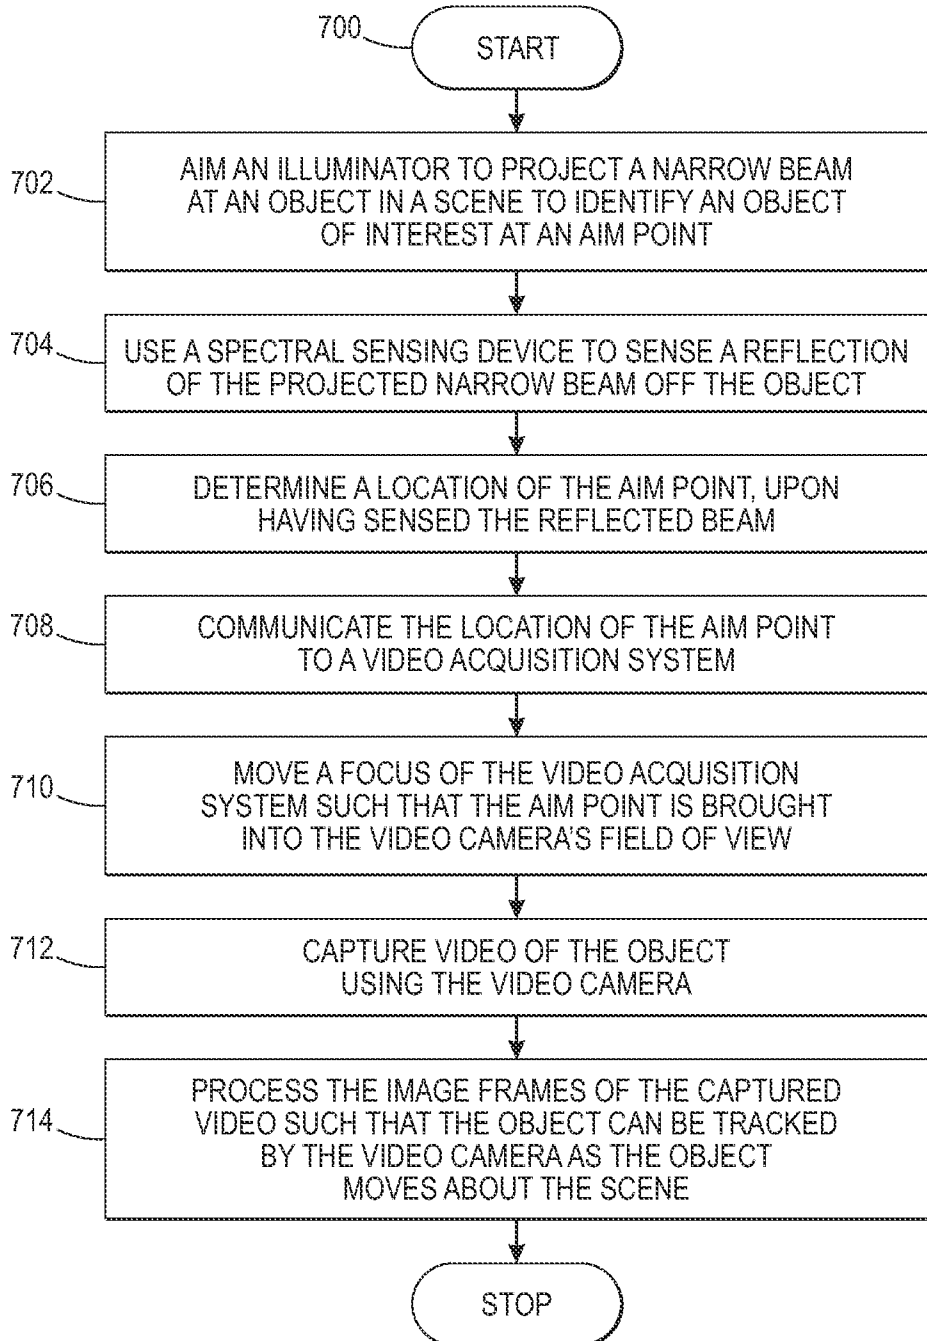 700
START
702
AIM AN ILLUMINATOR TO PROJECT A NARROW BEAM
AT AN OBJECT IN A SCENE TO IDENTIFY AN OBJECT
OF INTEREST AT AN AIM POINT
704
USE A SPECTRAL SENSING DEVICE TO SENSE A REFLECTION
OF THE PROJECTED NARROW BEAM OFF THE OBJECT
706
DETERMINE A LOCATION OF THE AIM POINT, UPON
HAVING SENSED THE REFLECTED BEAM
708
COMMUNICATE THE LOCATION OF THE AIM POINT
TO A VIDEO ACQUISITION SYSTEM
710
MOVE A FOCUS OF THE VIDEO ACQUISITION
SYSTEM SUCH THAT THE AIM POINT IS BROUGHT
INTO THE VIDEO CAMERA'S FIELD OF VIEW
712
CAPTURE VIDEO OF THE OBJECT
USING THE VIDEO CAMERA
714
PROCESS THE IMAGE FRAMES OF THE CAPTURED
VIDEO SUCH THAT THE OBJECT CAN BE TRACKED
BY THE VIDEO CAMERA AS THE OBJECT
MOVES ABOUT THE SCENE
STOP